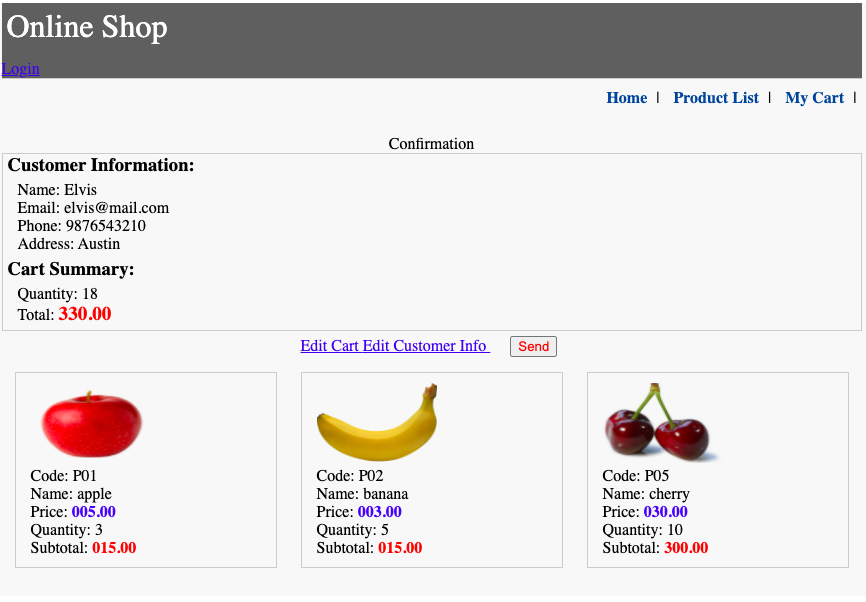 Online Shop
Login
Home | Product List | My Cart |
Confirmation
Customer Information:
Name: Elvis
Email: elvis@mail.com
Phone: 9876543210
Address: Austin
Cart Summary:
Quantity: 18
Total: 330.00
Edit Cart Edit Customer Info Send
Code: P01
Name: apple
Price: 005.00
Quantity: 3
Subtotal: 015.00
Code: P02
Name: banana
Price: 003.00
Quantity: 5
Subtotal: 015.00
Code: P05
Name: cherry
Price: 030.00
Quantity: 10
Subtotal: 300.00